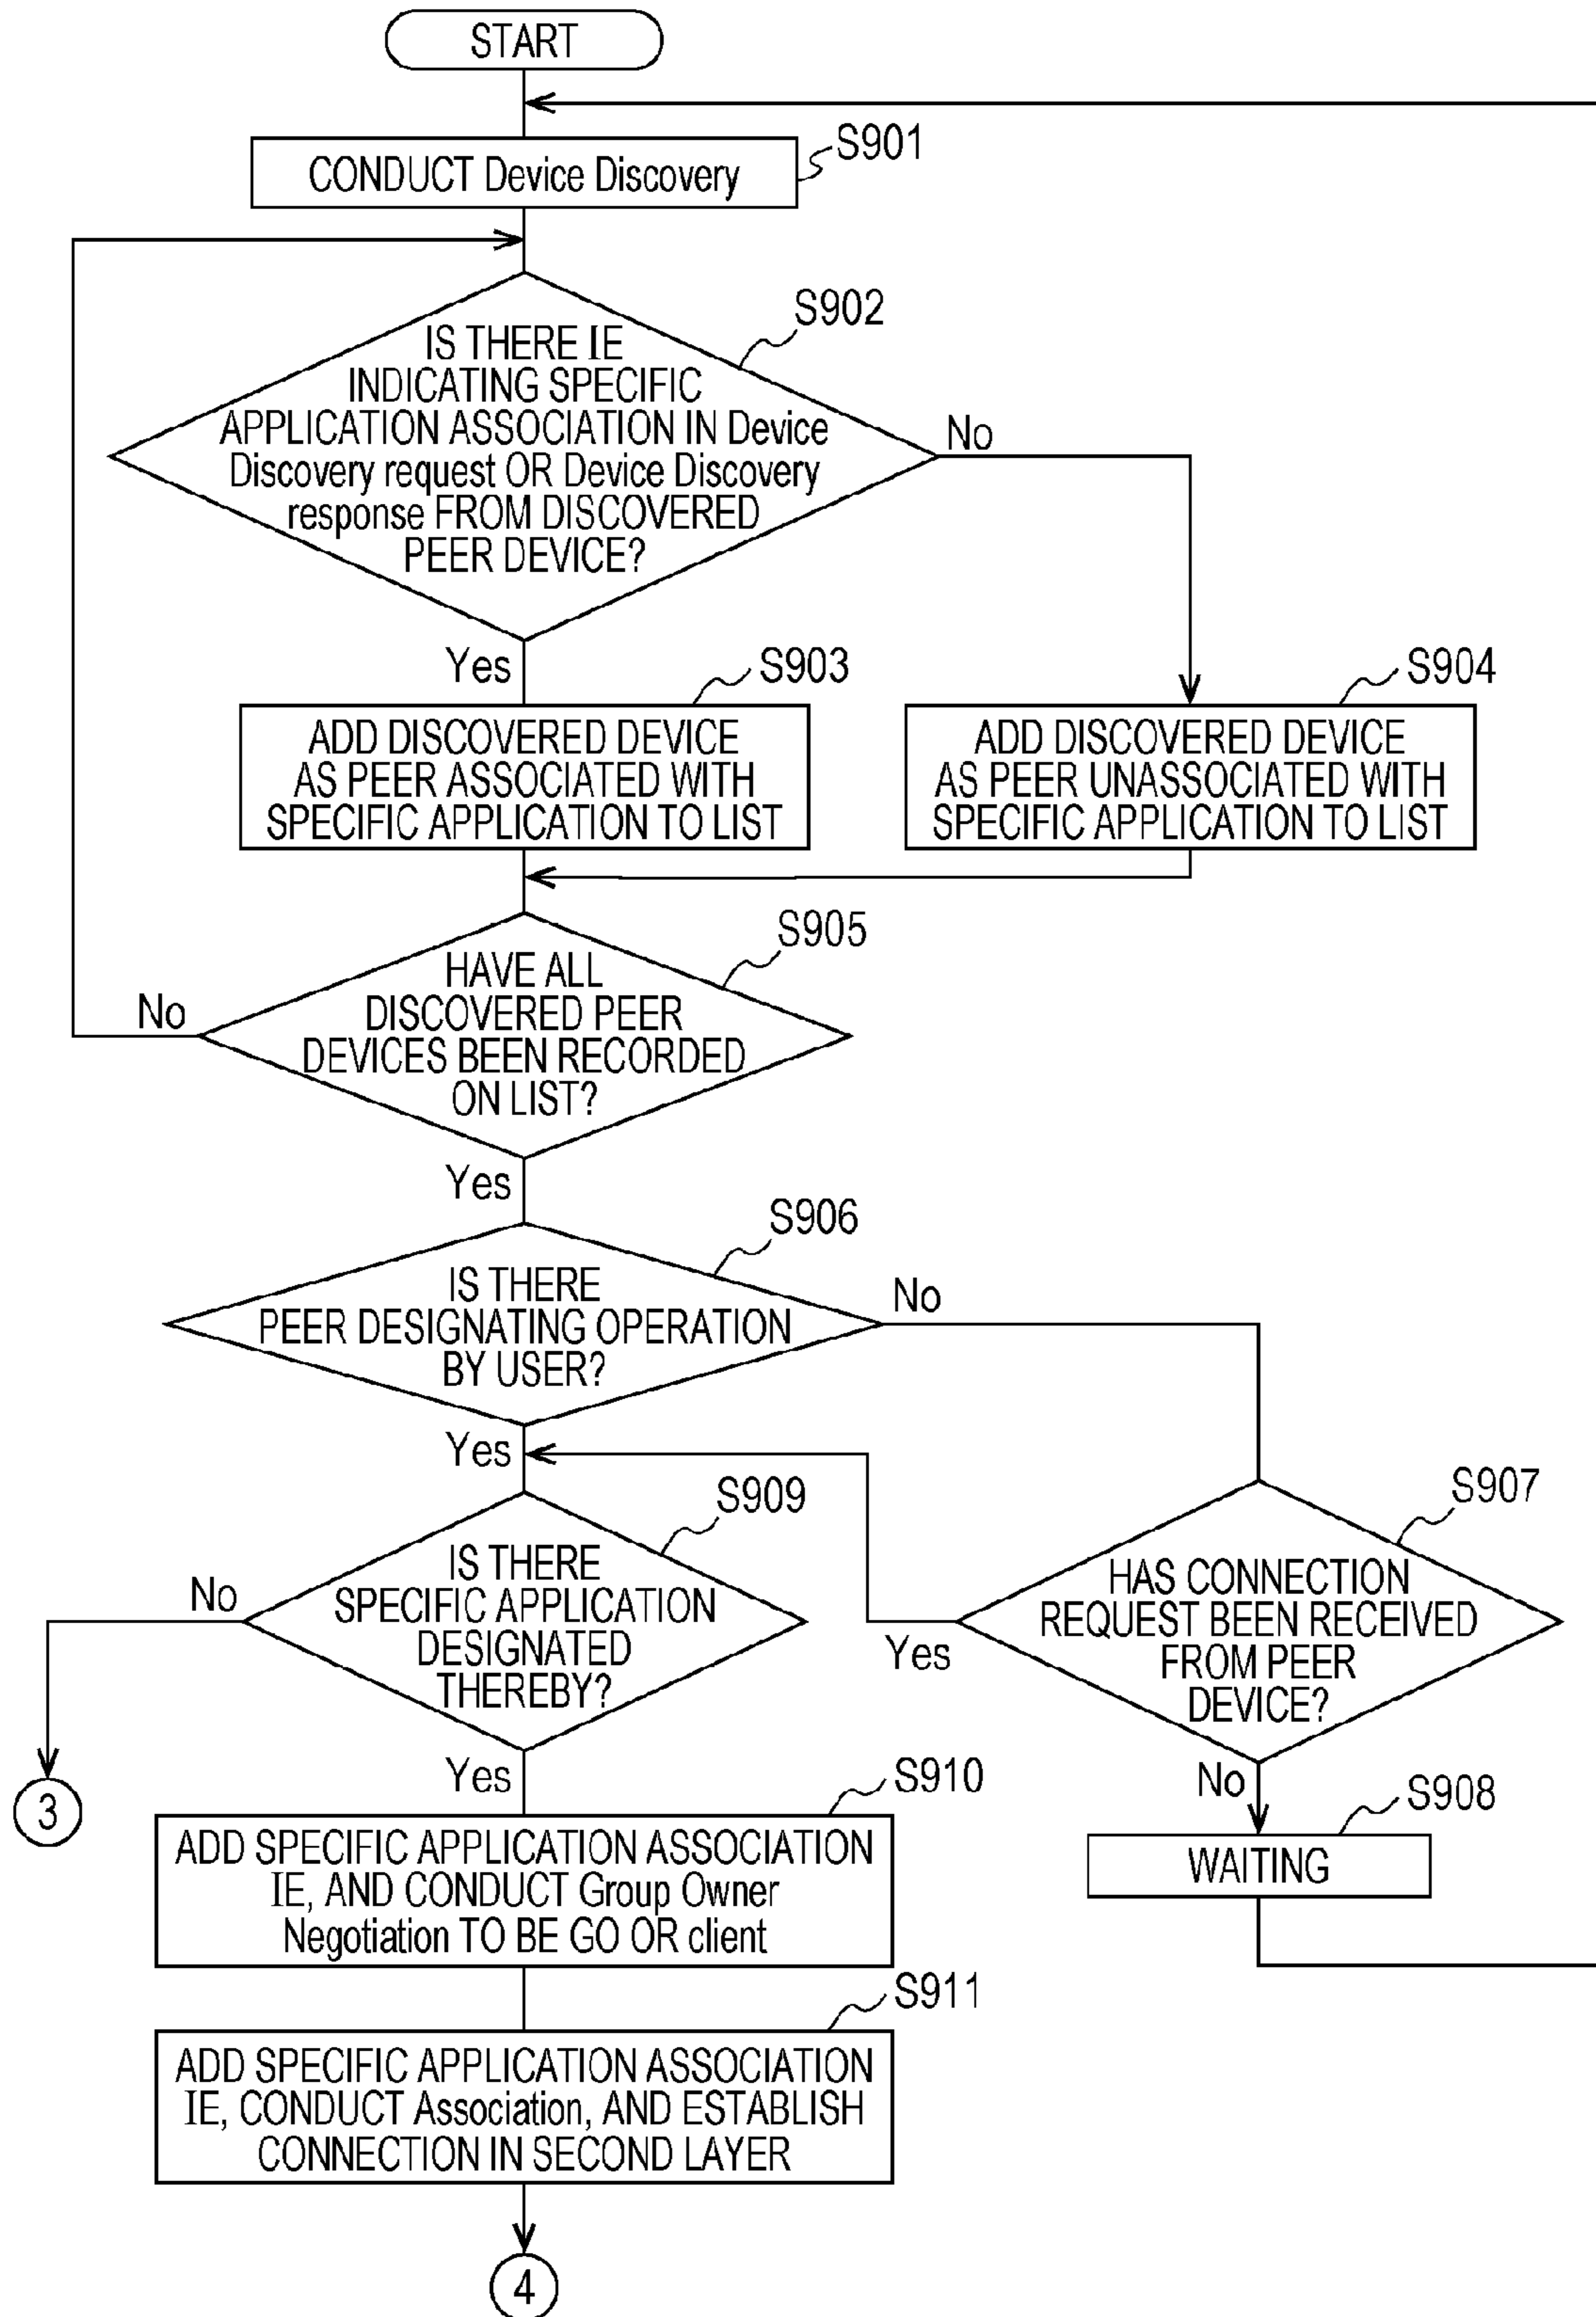 START
S901
CONDUCT Device Discovery
S902
IS THERE IE
INDICATING SPECIFIC
APPLICATION ASSOCIATION IN Device
Discovery request OR Device Discovery
response FROM DISCOVERED
PEER DEVICE?
No
Yes
S903
ADD DISCOVERED DEVICE
AS PEER ASSOCIATED WITH
SPECIFIC APPLICATION TO LIST
S904
ADD DISCOVERED DEVICE
AS PEER UNASSOCIATED WITH
SPECIFIC APPLICATION TO LIST
S905
HAVE ALL
DISCOVERED PEER
DEVICES BEEN RECORDED
ON LIST?
No
Yes
S906
IS THERE
PEER DESIGNATING OPERATION
BY USER?
No
Yes
S907
HAS CONNECTION
REQUEST BEEN RECEIVED
FROM PEER
DEVICE?
Yes
No
S908
WAITING
S909
IS THERE
SPECIFIC APPLICATION
DESIGNATED
THEREBY?
No
3
Yes
S910
ADD SPECIFIC APPLICATION ASSOCIATION
IE, AND CONDUCT Group Owner
Negotiation TO BE GO OR client
S911
ADD SPECIFIC APPLICATION ASSOCIATION
IE, CONDUCT Association, AND ESTABLISH
CONNECTION IN SECOND LAYER
4